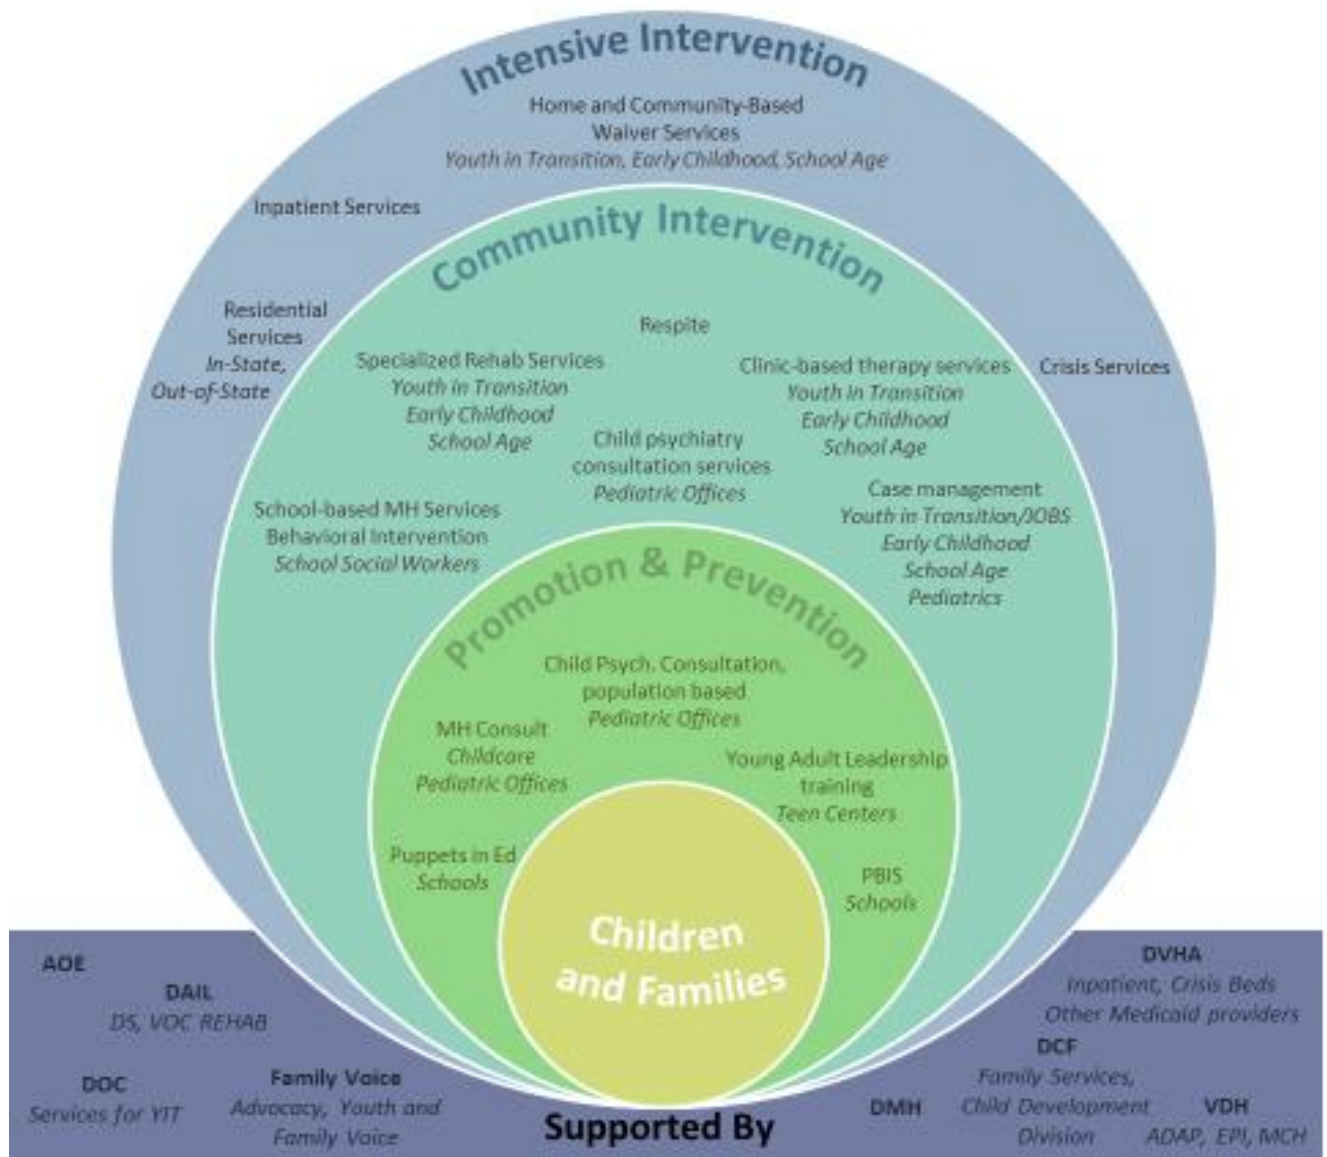 Intensive Intervention
Home and Community-Based
Waiver Services
Youth in Transition, Early Childhood, School Age
Inpatient Services
Residential
Services
In-State,
Out-of-State
Crisis Services
Community Intervention
Respite
Specialized Rehab Services
Youth in Transition
Early Childhood
School Age
Clinic-based therapy services
Youth in Transition
Early Childhood
School Age
Child psychiatry
consultation services
Pediatric Offices
School-based MH Services
Behavioral Intervention
School Social Workers
Case management
Youth in Transition/JOBS
Early Childhood
School Age
Pediatrics
Promotion & Prevention
Child Psych. Consultation,
population based
Pediatric Offices
MH Consult
Childcare
Pediatric Offices
Young Adult Leadership
training
Teen Centers
Puppets in Ed
Schools
PBIS
Schools
Children
and Families
AOE
DAIL
DS, VOC REHAB
DOC
Services for YIT
Family Voice
Advocacy, Youth and
Family Voice
Supported By
DVHA
Inpatient, Crisis Beds
Other Medicaid providers
DCF
Family Services,
Child Development
Division
DMH
VDH
ADAP, EPI, MCH